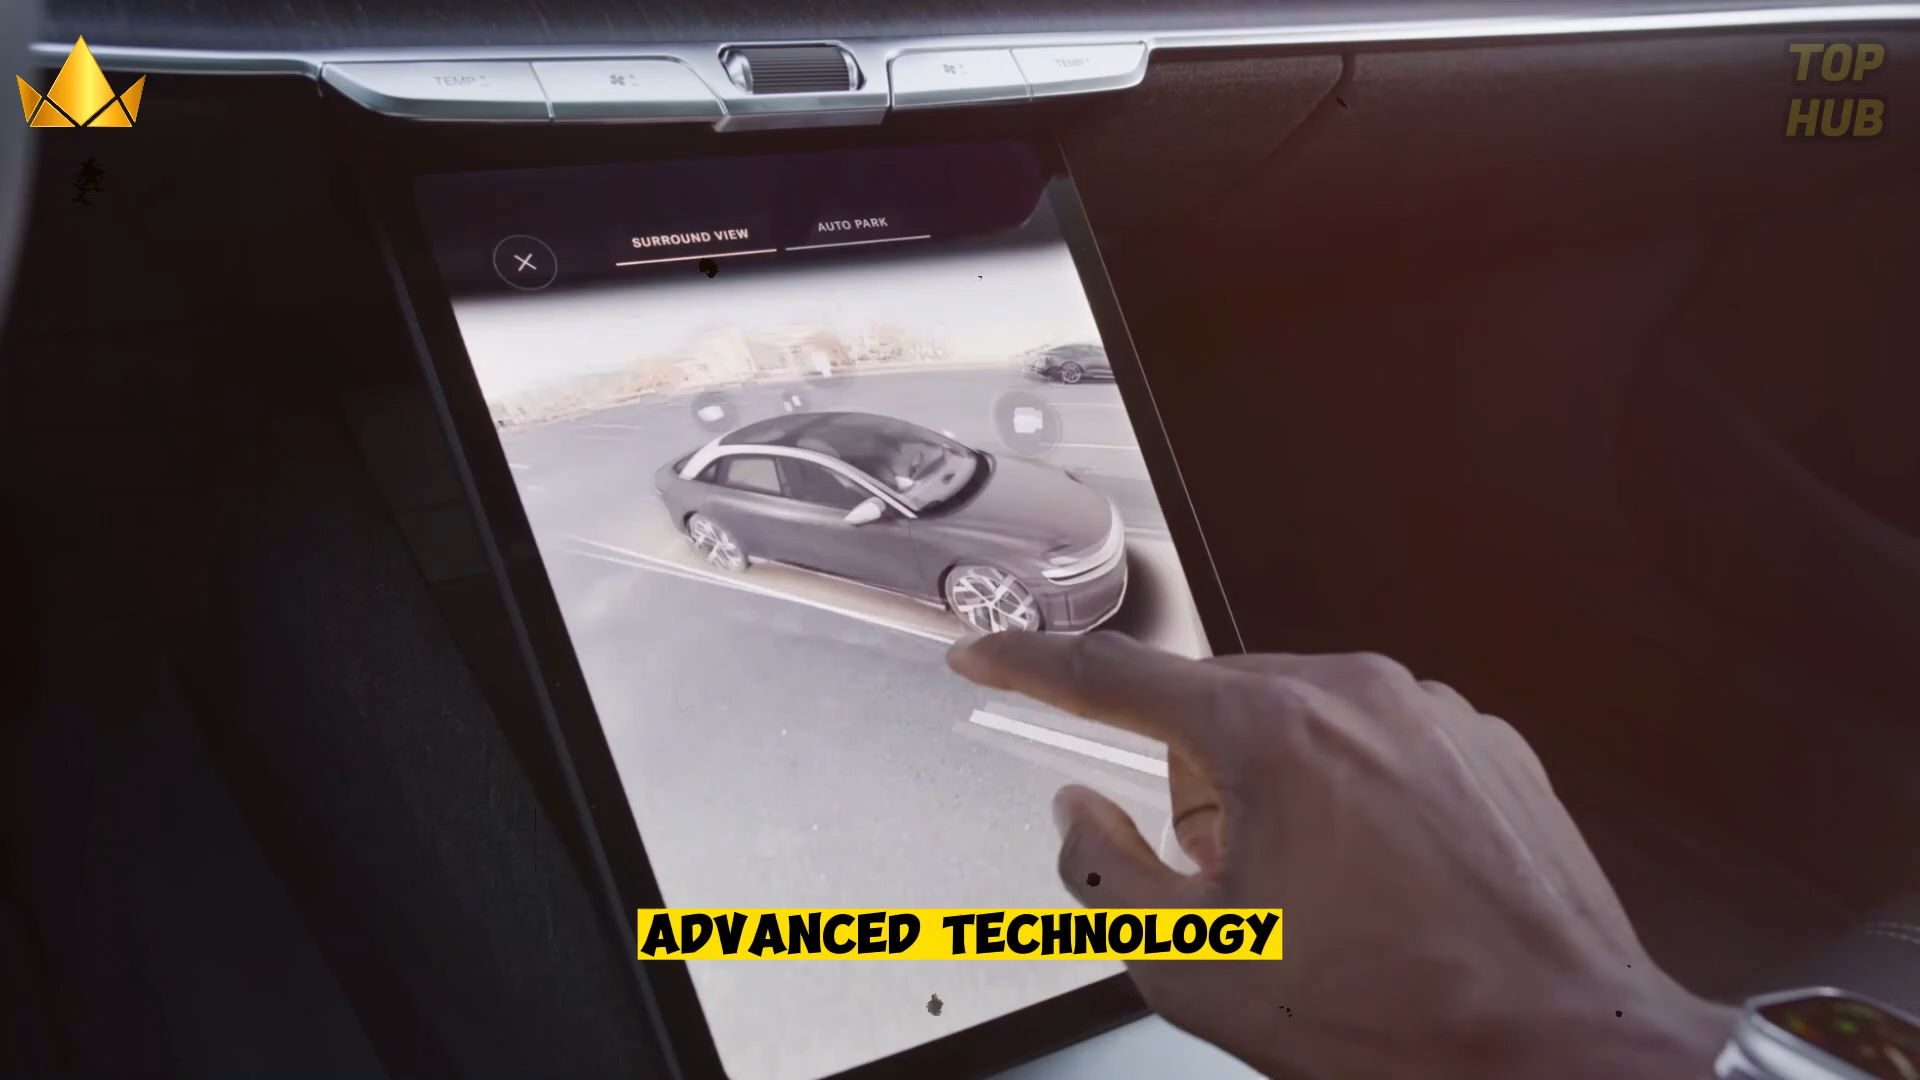 TOP
HUB
TEMP
TEMP
SURROUND VIEW
AUTO PARK
ADVANCED TECHNOLOGY